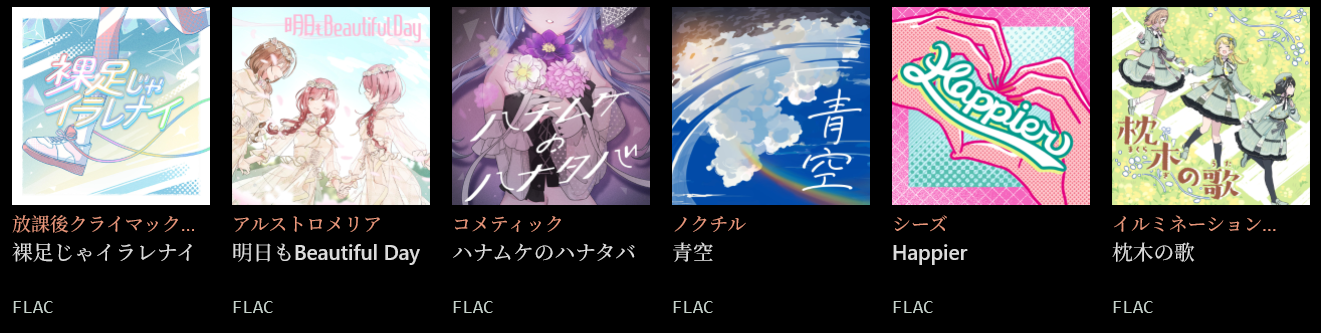 裸足じゃ
イラレナイ
明日もBeautifulDay
ハナムケ
の
ハナタバ
青空
Happier
枕木
まくらぎ
の歌
うた
放課後クライマック...
裸足じゃイラレナイ
FLAC
アルストロメリア
明日もBeautiful Day
FLAC
コメティック
ハナムケのハナタバ
FLAC
ノクチル
青空
FLAC
シーズ
Happier
FLAC
イルミネーション...
枕木の歌
FLAC